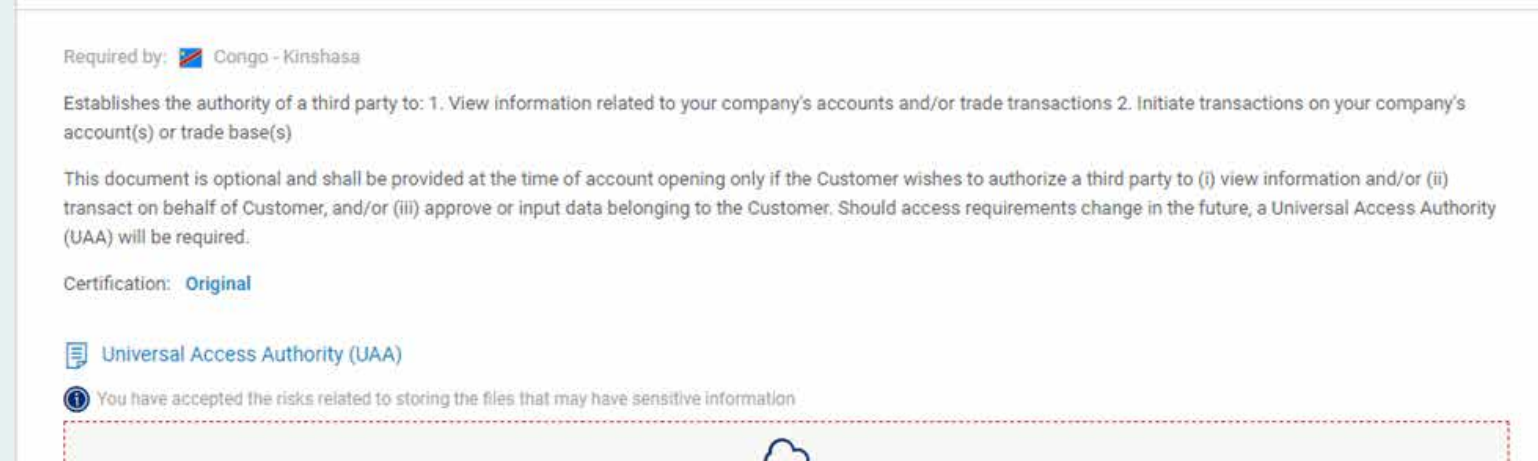 Required by: Congo - Kinshasa
Establishes the authority of a third party to: 1. View information related to your company's accounts and/or trade transactions 2. Initiate transactions on your company's
account(s) or trade base(s)
This document is optional and shall be provided at the time of account opening only if the Customer wishes to authorize a third party to (i) view information and/or (ii)
transact on behalf of Customer, and/or (iii) approve or input data belonging to the Customer. Should access requirements change in the future, a Universal Access Authority
(UAA) will be required.
Certification: Original
Universal Access Authority (UAA)
You have accepted the risks related to storing the files that may have sensitive information